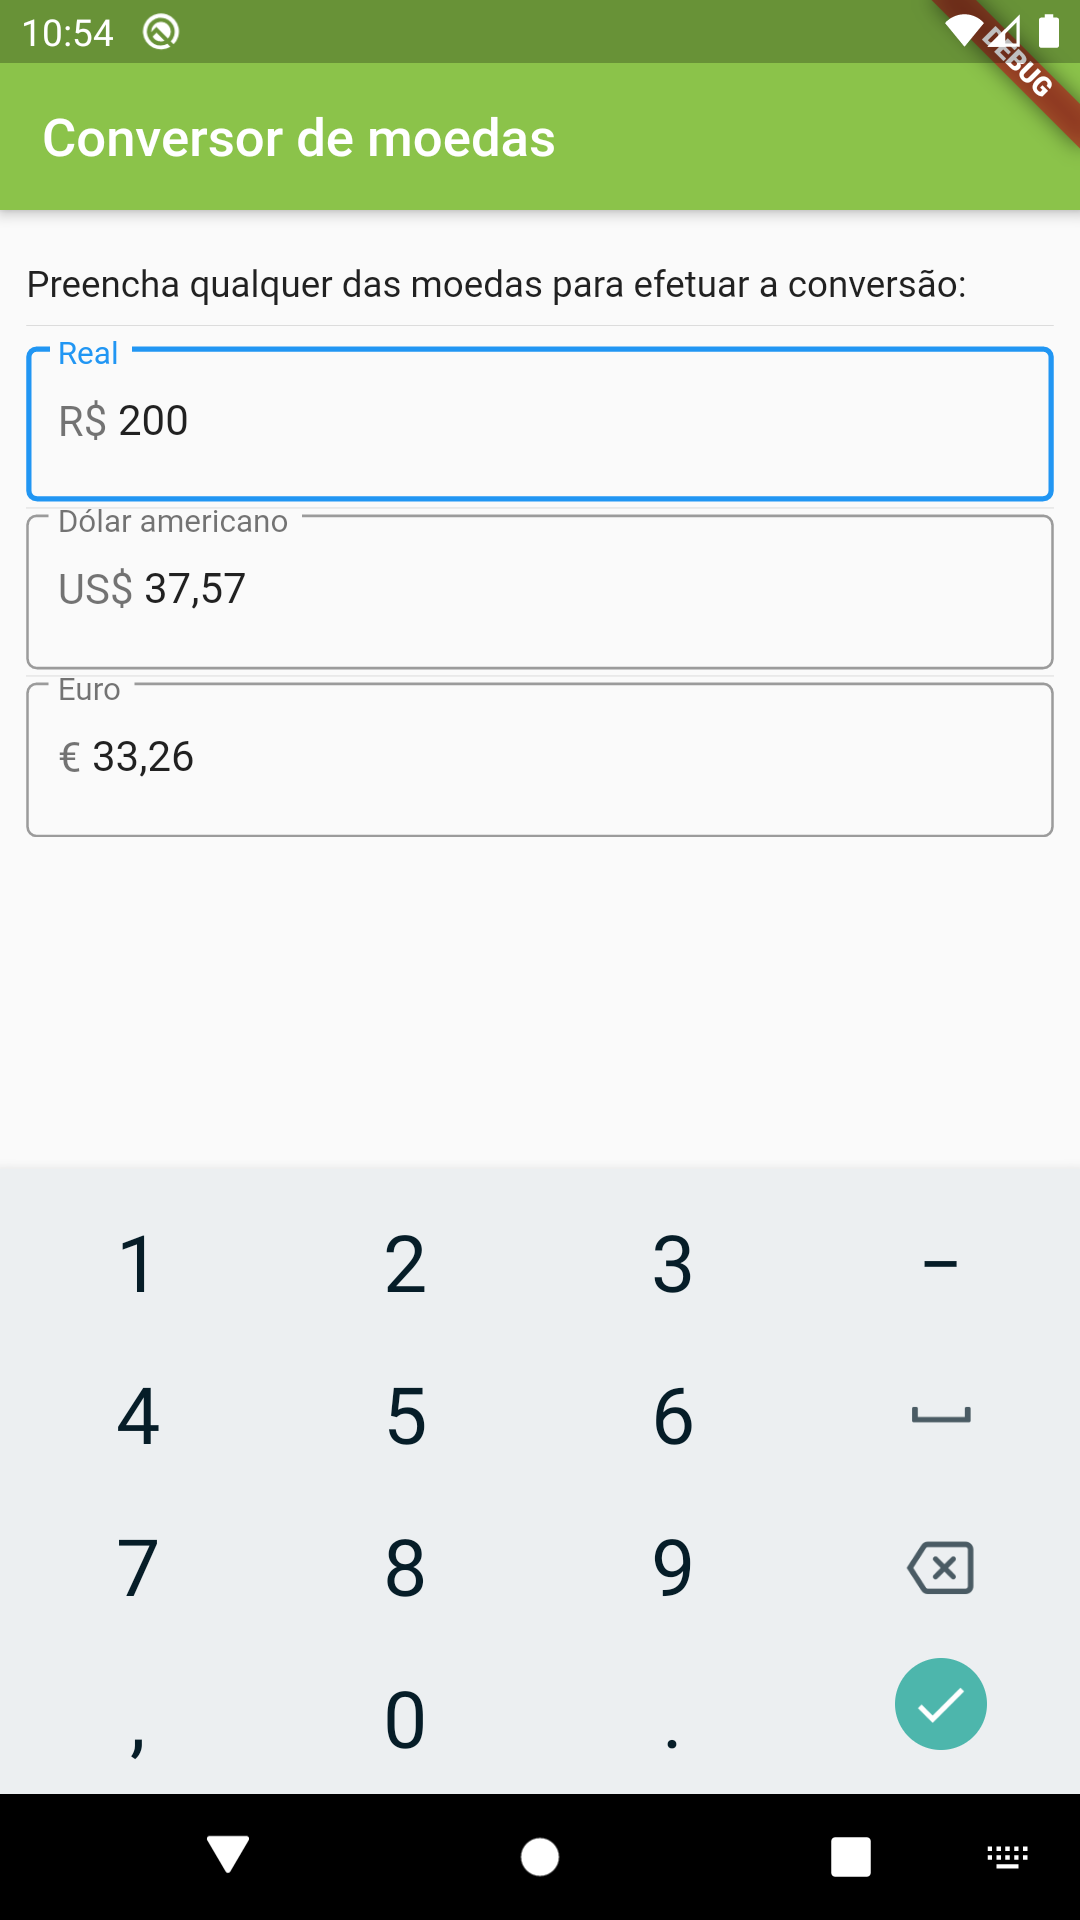 10:54
DEBUG
Conversor de moedas
Preencha qualquer das moedas para efetuar a conversão:
Real
R$ 200
Dólar americano
US$ 37,57
Euro
€ 33,26
1 2 3 –
4 5 6
7 8 9
, 0 .